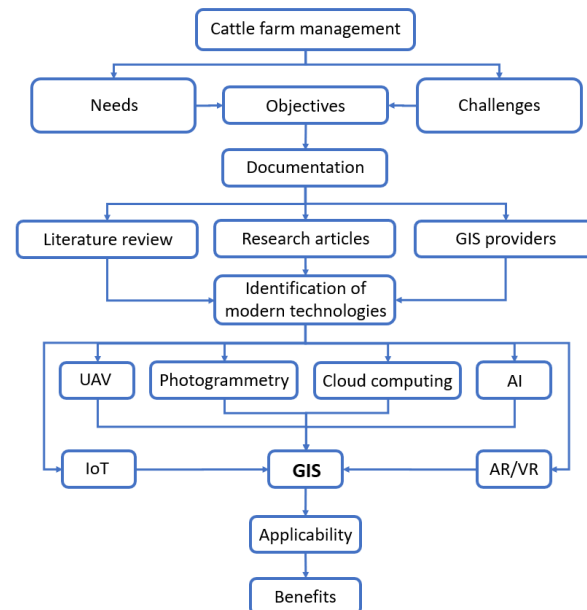 Cattle farm management
Needs
Objectives
Challenges
Documentation
Literature review
Research articles
GIS providers
Identification of
modern technologies
UAV
Photogrammetry
Cloud computing
AI
IoT
GIS
AR/VR
Applicability
Benefits